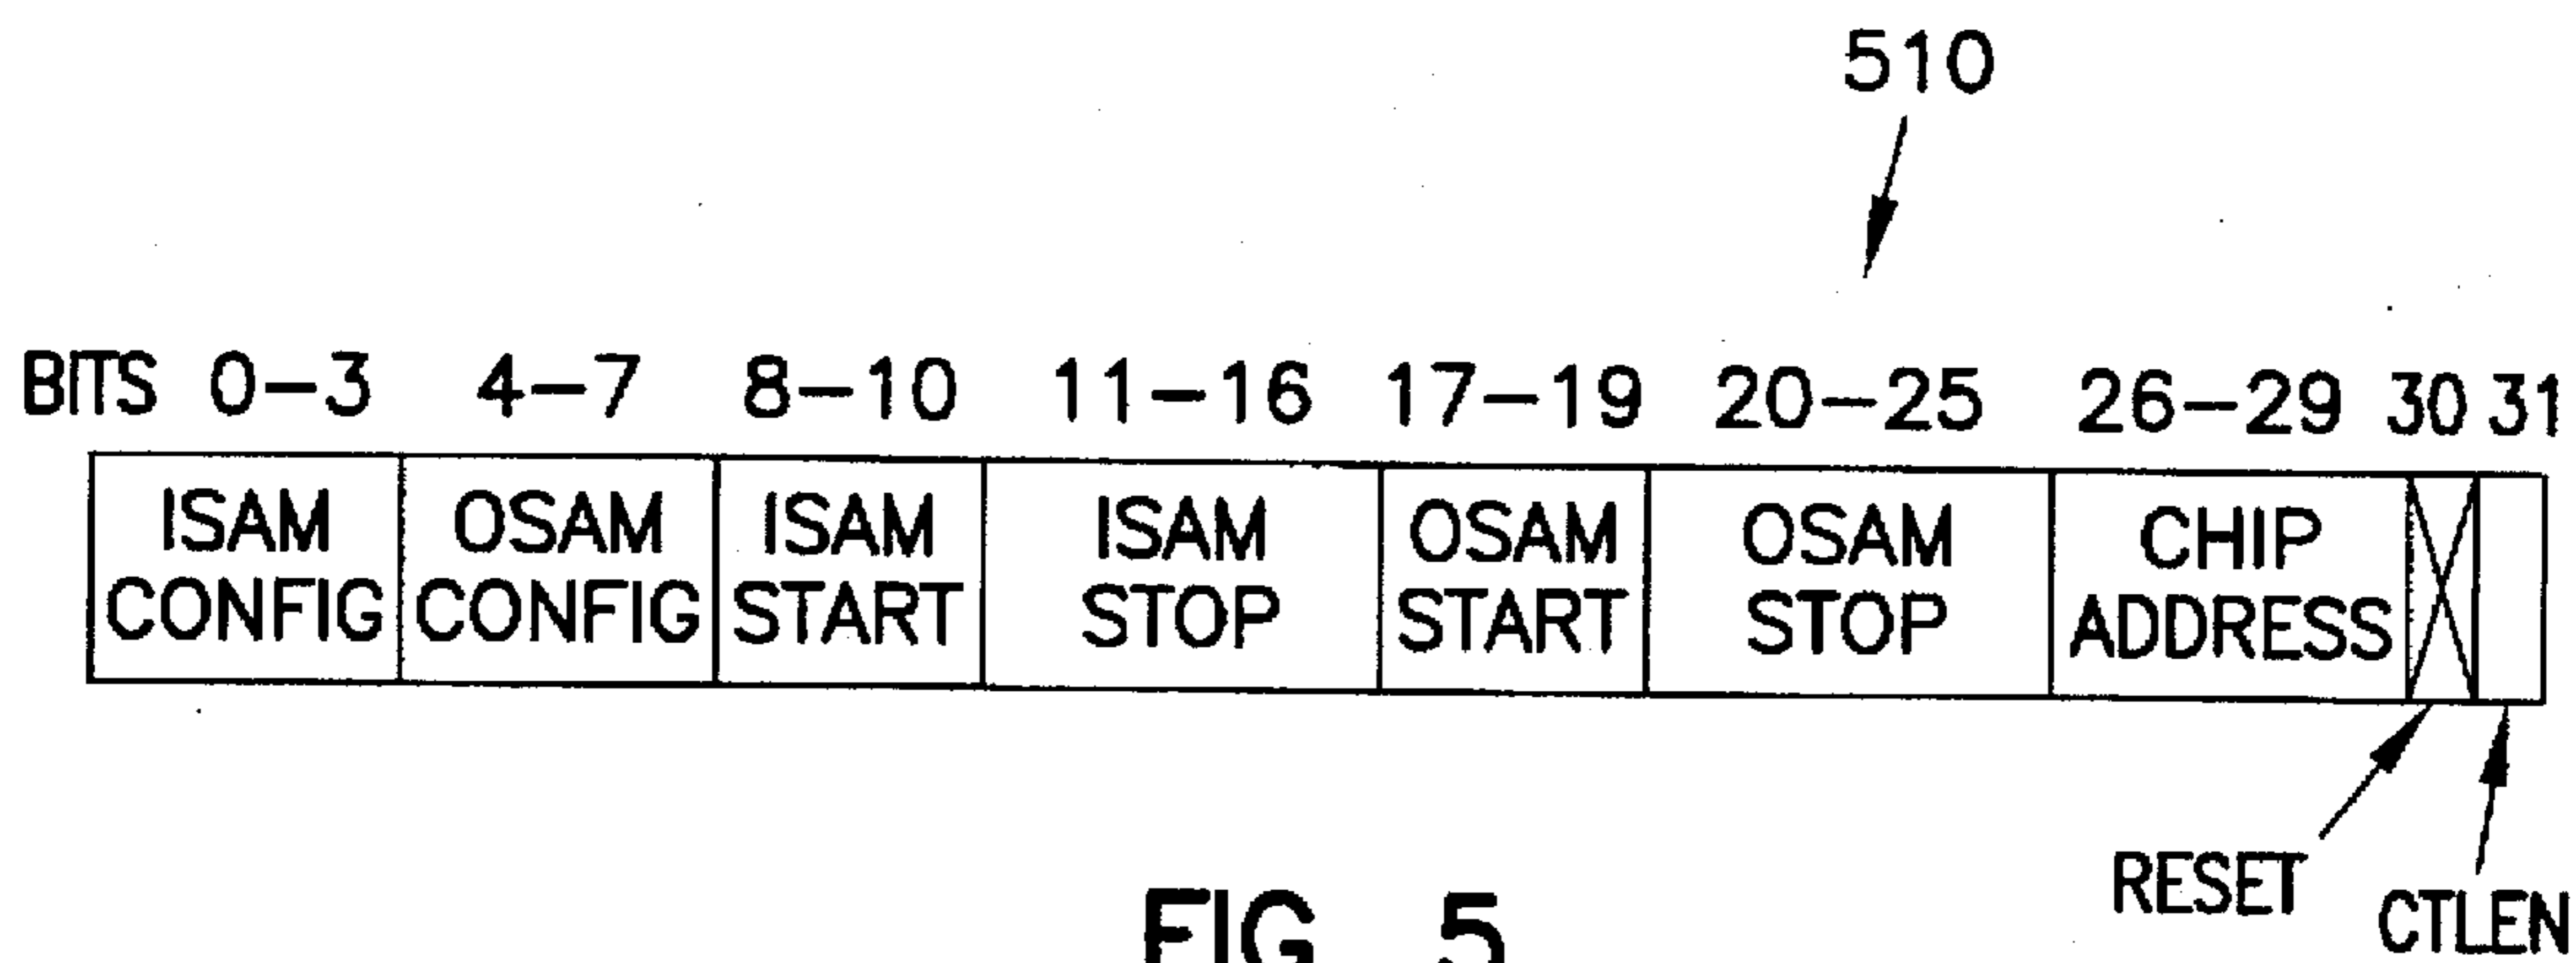 510
BITS 0-3 4-7 8-10 11-16 17-19 20-25 26-29 30 31
ISAM CONFIG
OSAM CONFIG
ISAM START
ISAM STOP
OSAM START
OSAM STOP
CHIP ADDRESS
RESET
CTLEN
FIG. 5